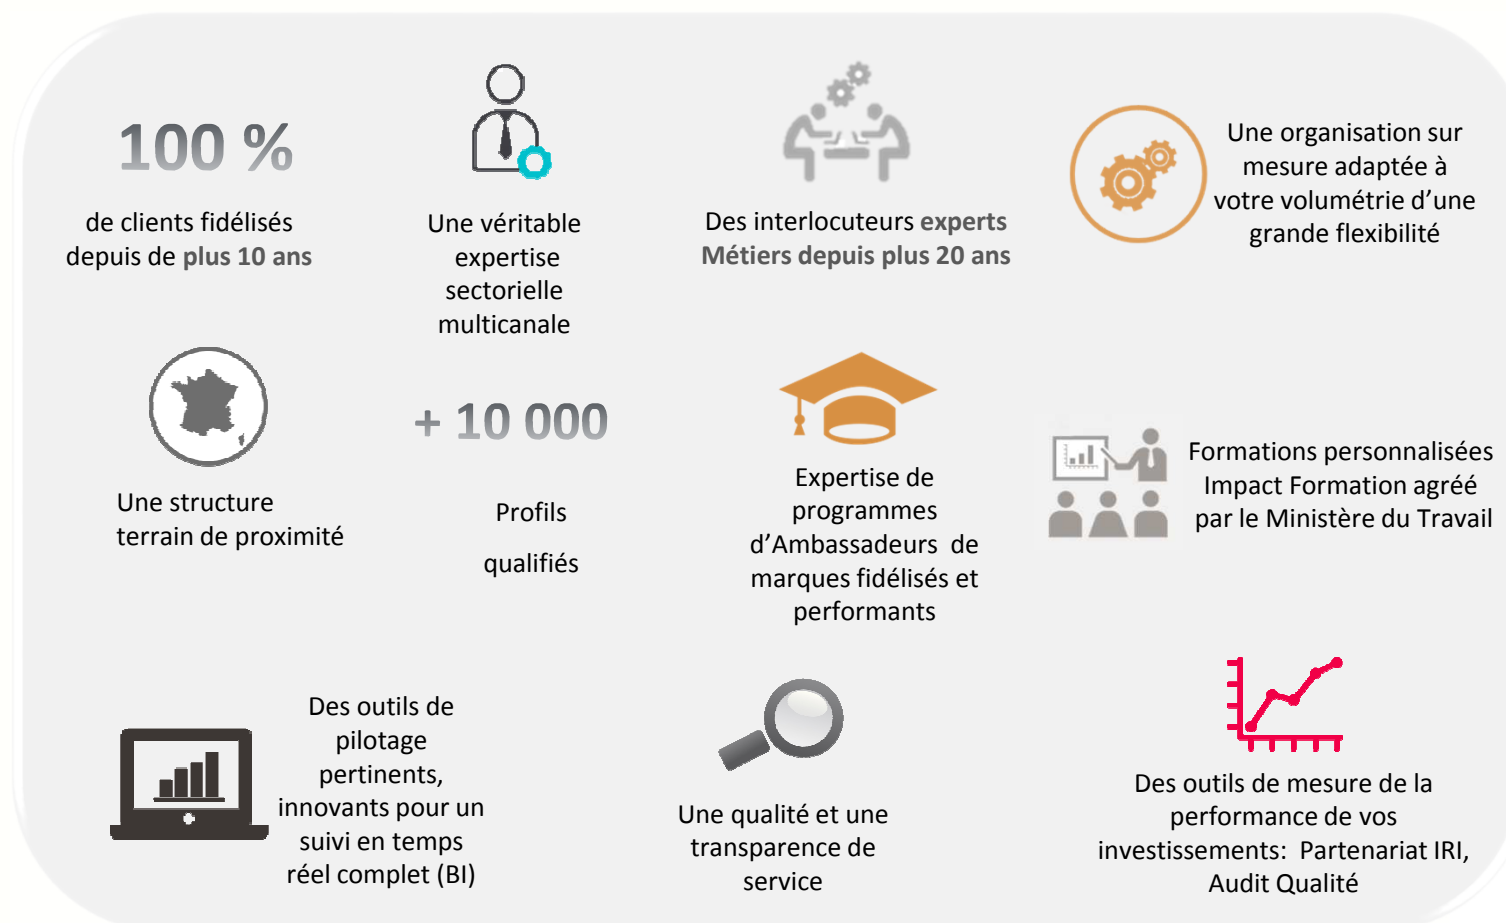 100 %
de clients fidélisés
depuis de plus 10 ans
Une véritable
expertise
sectorielle
multicanale
Des interlocuteurs experts
Métiers depuis plus 20 ans
Une organisation sur
mesure adaptée à
votre volumétrie d’une
grande flexibilité
Une structure
terrain de proximité
+ 10 000
Profils
qualifiés
Expertise de
programmes
d’Ambassadeurs de
marques fidélisés et
performants
Formations personnalisées
Impact Formation agréé
par le Ministère du Travail
Des outils de
pilotage
pertinents,
innovants pour un
suivi en temps
réel complet (BI)
Une qualité et une
transparence de
service
Des outils de mesure de la
performance de vos
investissements: Partenariat IRI,
Audit Qualité